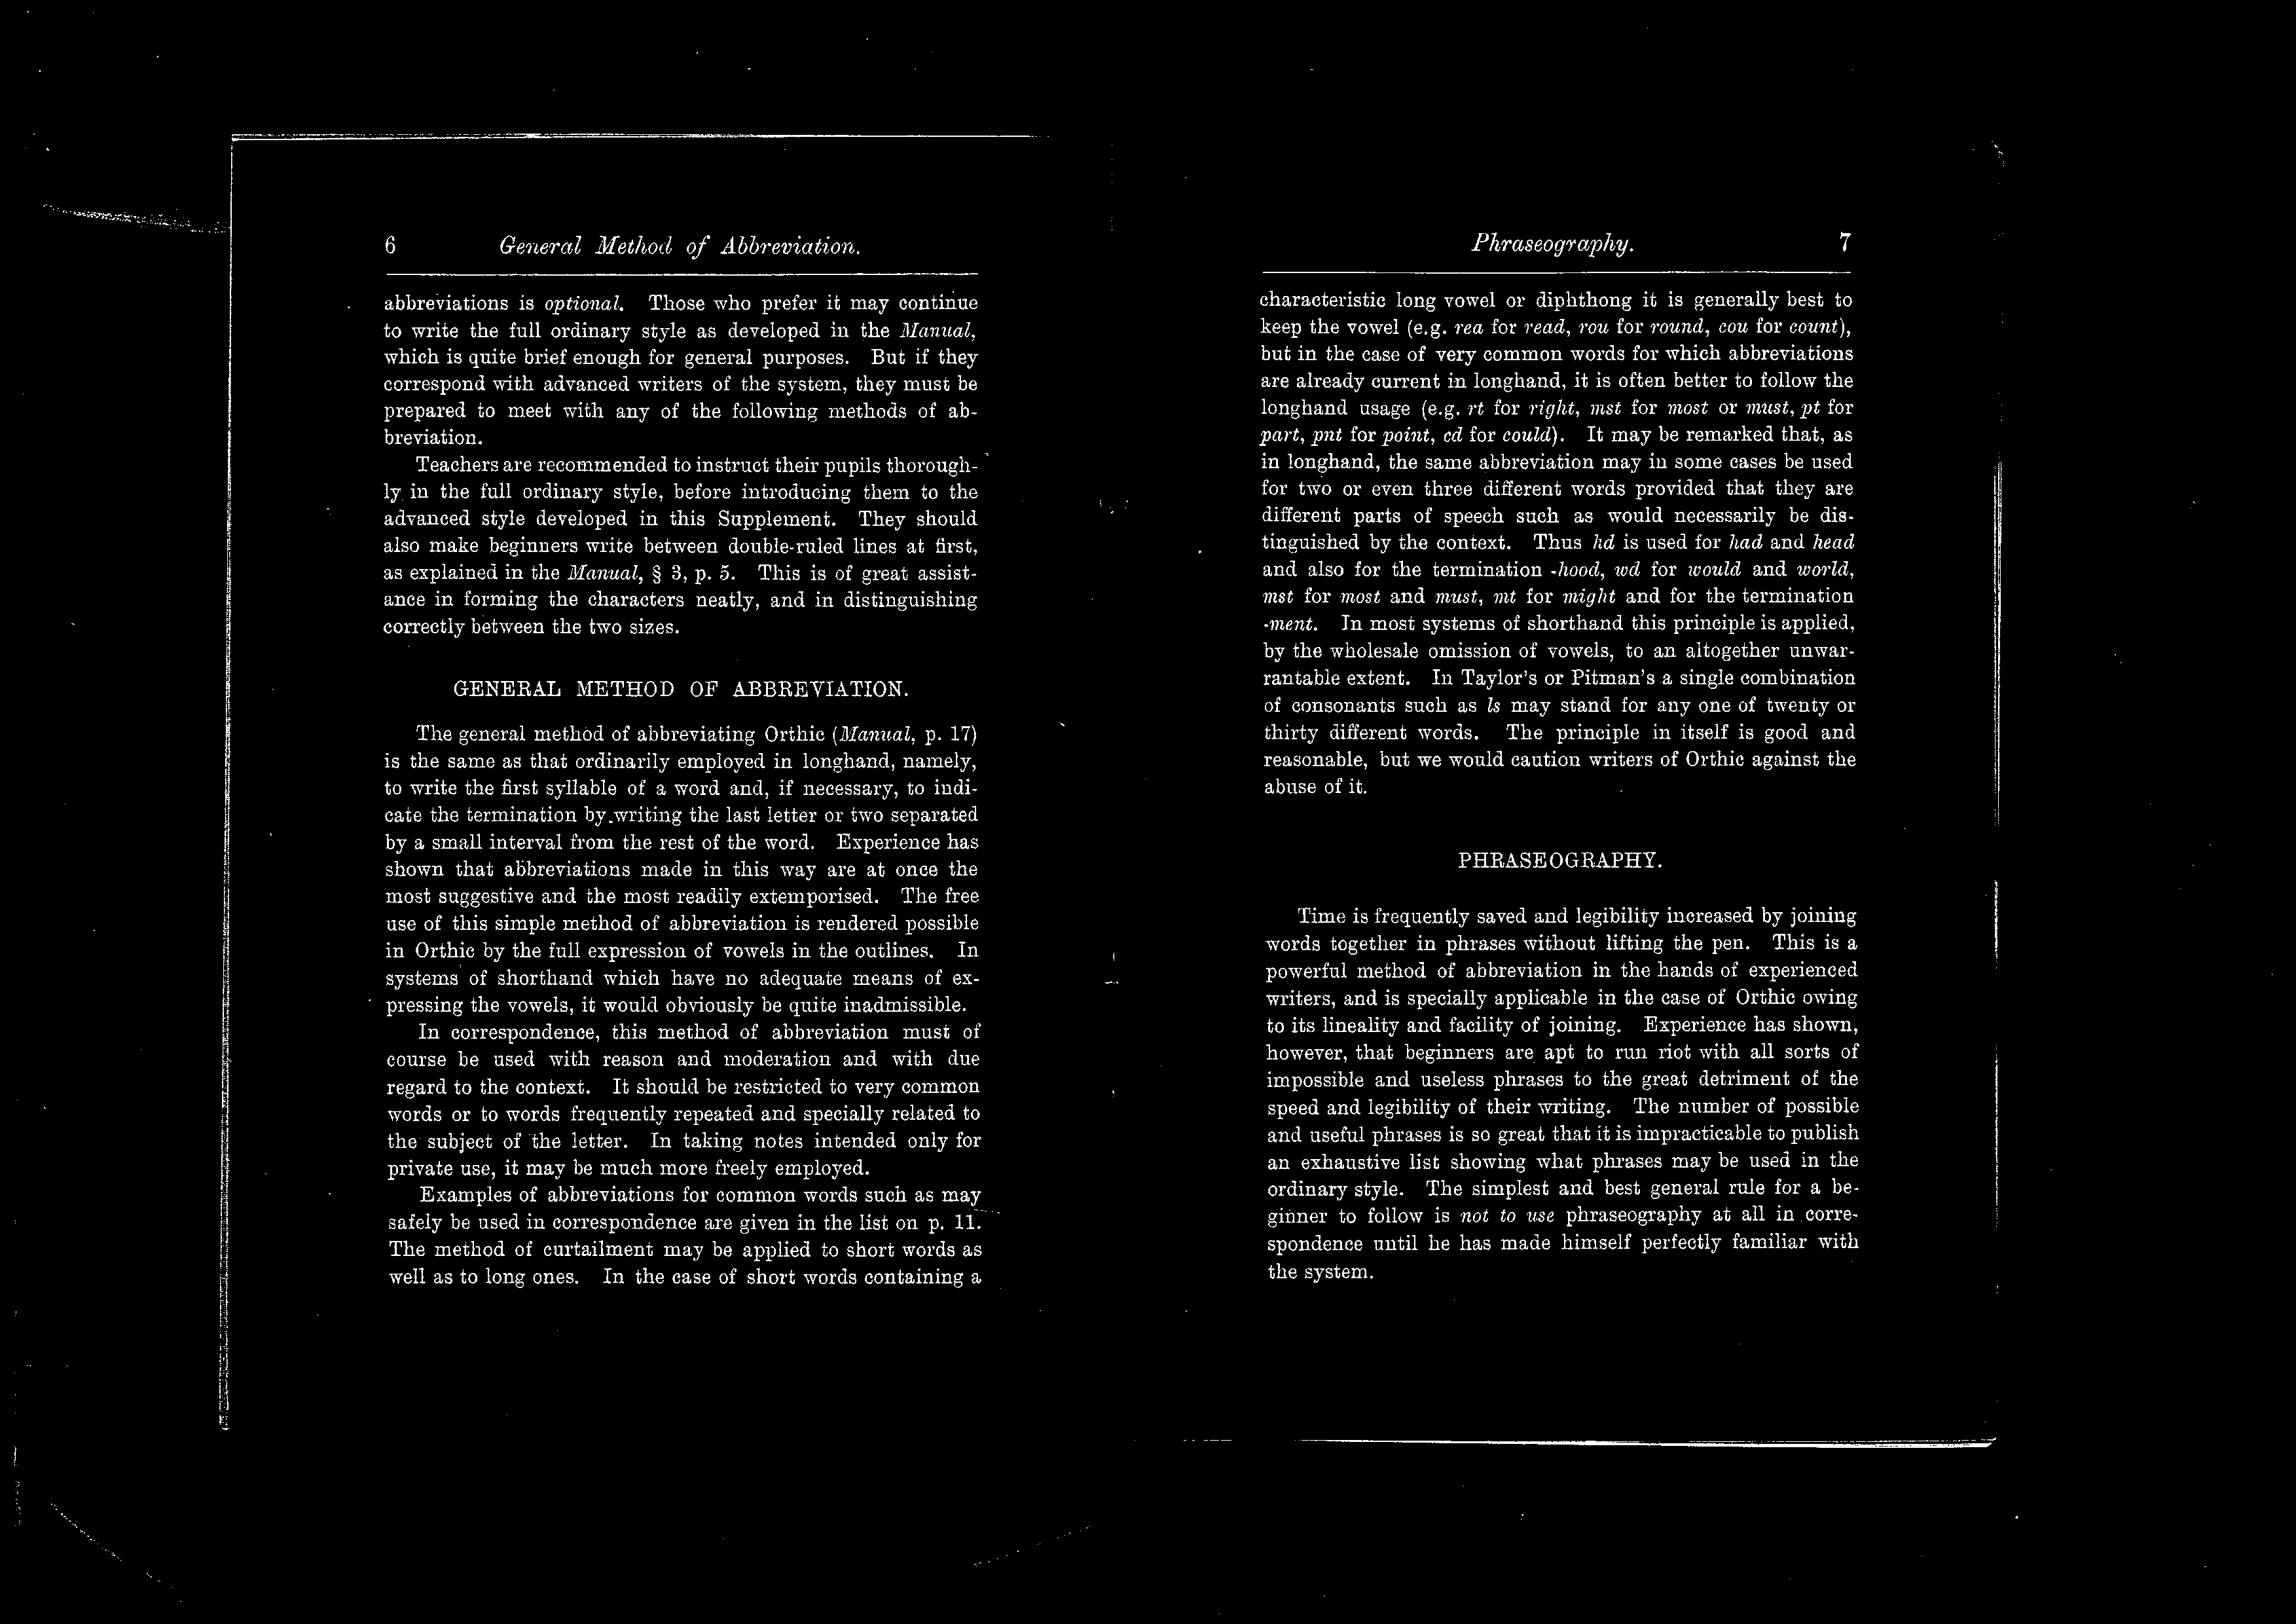 6 General Method of Abbreviation.
abbreviations is optional. Those who prefer it may continue
to write the full ordinary style as developed in the Manual,
which is quite brief enough for general purposes. But if they
correspond with advanced writers of the system, they must be
prepared to meet with any of the following methods of ab-
breviation.
Teachers are recommended to instruct their pupils thorough-
ly in the full ordinary style, before introducing them to the
advanced style developed in this Supplement. They should
also make beginners write between double-ruled lines at first,
as explained in the Manual, § 3, p. 5. This is of great assist-
ance in forming the characters neatly, and in distinguishing
correctly between the two sizes.
GENERAL METHOD OF ABBREVIATION.
The general method of abbreviating Orthic (Manual, p. 17)
is the same as that ordinarily employed in longhand, namely,
to write the first syllable of a word and, if necessary, to indi-
cate the termination by writing the last letter or two separated
by a small interval from the rest of the word. Experience has
shown that abbreviations made in this way are at once the
most suggestive and the most readily extemporised. The free
use of this simple method of abbreviation is rendered possible
in Orthic by the full expression of vowels in the outlines. In
systems of shorthand which have no adequate means of ex-
pressing the vowels, it would obviously be quite inadmissible.
In correspondence, this method of abbreviation must of
course be used with reason and moderation and with due
regard to the context. It should be restricted to very common
words or to words frequently repeated and specially related to
the subject of the letter. In taking notes intended only for
private use, it may be much more freely employed.
Examples of abbreviations for common words such as may
safely be used in correspondence are given in the list on p. 11.
The method of curtailment may be applied to short words as
well as to long ones. In the case of short words containing a
Phraseography. 7
characteristic long vowel or diphthong it is generally best to
keep the vowel (e.g. rea for read, rou for round, cou for count),
but in the case of very common words for which abbreviations
are already current in longhand, it is often better to follow the
longhand usage (e.g. rt for right, mst for most or must, pt for
part, pnt for point, cd for could). It may be remarked that, as
in longhand, the same abbreviation may in some cases be used
for two or even three different words provided that they are
different parts of speech such as would necessarily be dis-
tinguished by the context. Thus hd is used for had and head
and also for the termination -hood, wd for would and world,
mst for most and must, mt for might and for the termination
-ment. In most systems of shorthand this principle is applied,
by the wholesale omission of vowels, to an altogether unwar-
rantable extent. In Taylor's or Pitman's a single combination
of consonants such as ls may stand for any one of twenty or
thirty different words. The principle in itself is good and
reasonable, but we would caution writers of Orthic against the
abuse of it.
PHRASEOGRAPHY.
Time is frequently saved and legibility increased by joining
words together in phrases without lifting the pen. This is a
powerful method of abbreviation in the hands of experienced
writers, and is specially applicable in the case of Orthic owing
to its lineality and facility of joining. Experience has shown,
however, that beginners are apt to run riot with all sorts of
impossible and useless phrases to the great detriment of the
speed and legibility of their writing. The number of possible
and useful phrases is so great that it is impracticable to publish
an exhaustive list showing what phrases may be used in the
ordinary style. The simplest and best general rule for a be-
ginner to follow is not to use phraseography at all in corre-
spondence until he has made himself perfectly familiar with
the system.